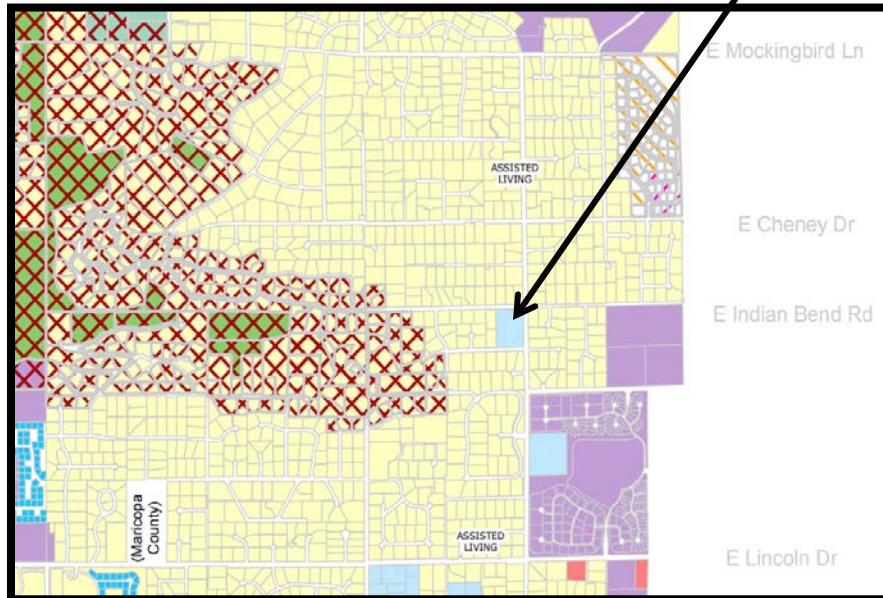 E Mockingbird Ln
ASSISTED
LIVING
E Cheney Dr
E Indian Bend Rd
(Maricopa
County)
ASSISTED
LIVING
E Lincoln Dr